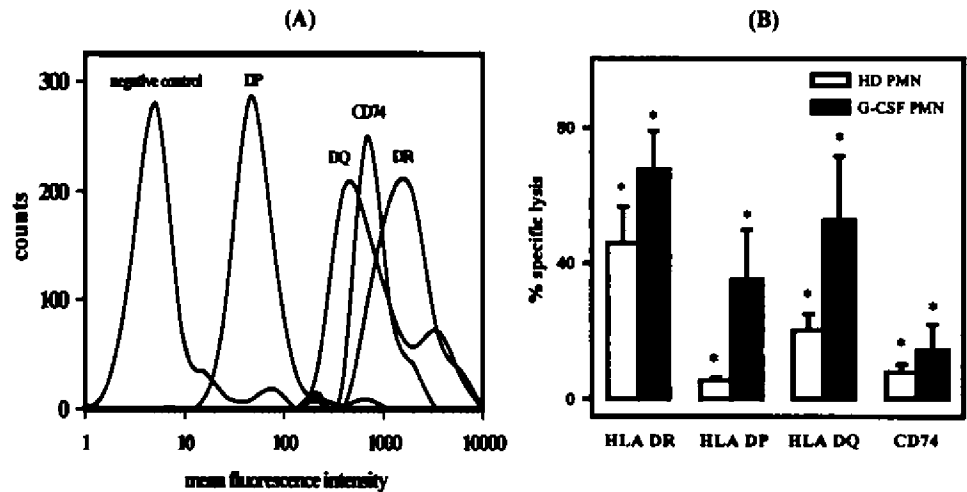 (A)
(B)
300
200
100
0
counts
negative control
DP
CD74
DQ
DR
1
10
100
1000
10000
mean fluorescence intensity
HD PMN
G-CSF PMN
80
40
0
% specific lysis
*
*
*
*
*
*
*
*
HLA DR
HLA DP
HLA DQ
CD74